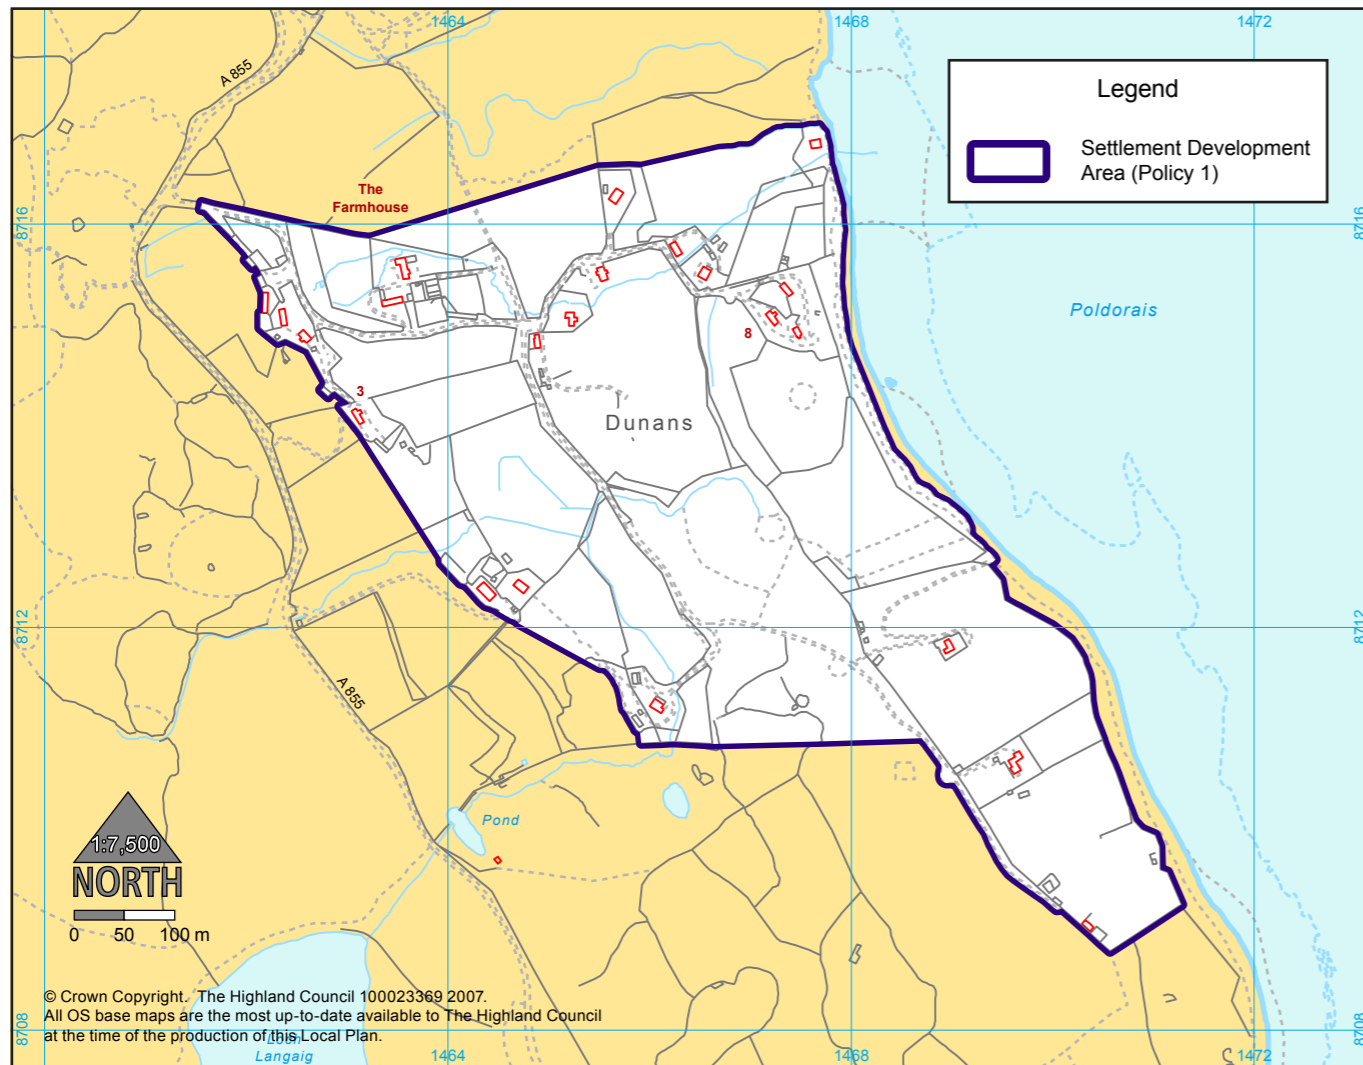 1464
1468
1472
A 855
Legend
Settlement Development
Area (Policy 1)
The
Farmhouse
8716
8716
Poldorais
8
3
Dunans
8712
8712
A 855
Pond
1:7,500
NORTH
0 50 100 m
© Crown Copyright. The Highland Council 100023369 2007.
All OS base maps are the most up-to-date available to The Highland Council
at the time of the production of this Local Plan.
Loch
Langaig
8708
8708
1464
1468
1472